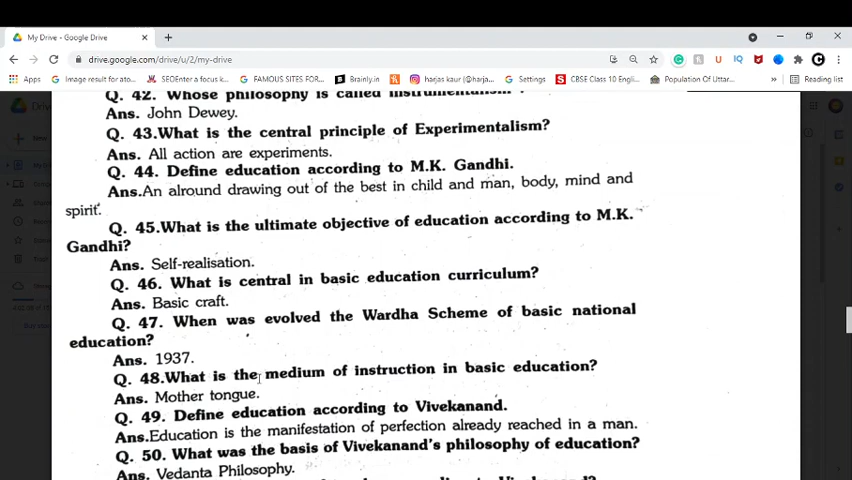 My Drive - Google Drive
drive.google.com/drive/u/2/my-drive
Apps
Image result for ato...
SEOEnter a focus k...
FAMOUS SITES FOR...
Brainly.in
harjas kaur (@harja...
Settings
CBSE Class 10 Engli...
Population Of Uttar...
Reading list
Q. 42. Whose philosophy is called instrumentalism ?
Ans. John Dewey.
Q. 43.What is the central principle of Experimentalism?
Ans. All action are experiments.
Q. 44. Define education according to M.K. Gandhi.
Ans.An alround drawing out of the best in child and man, body, mind and
spirit.
Q. 45.What is the ultimate objective of education according to M.K.
Gandhi?
Ans. Self-realisation.
Q. 46. What is central in basic education curriculum?
Ans. Basic craft.
Q. 47. When was evolved the Wardha Scheme of basic national
education?
Ans. 1937.
Q. 48.What is the medium of instruction in basic education?
Ans. Mother tongue.
Q. 49. Define education according to Vivekanand.
Ans.Education is the manifestation of perfection already reached in a man.
Q. 50. What was the basis of Vivekanand's philosophy of education?
Ans. Vedanta Philosophy.